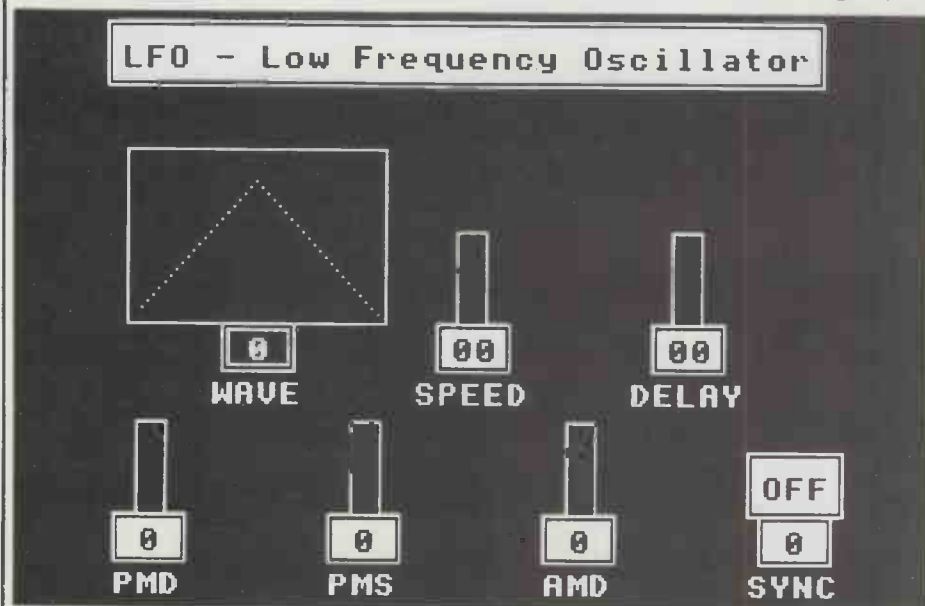 LFO - Low Frequency Oscillator
0 00 00
WAVE SPEED DELAY
OFF
0 0 0 0
PMD PMS AMD SYNC